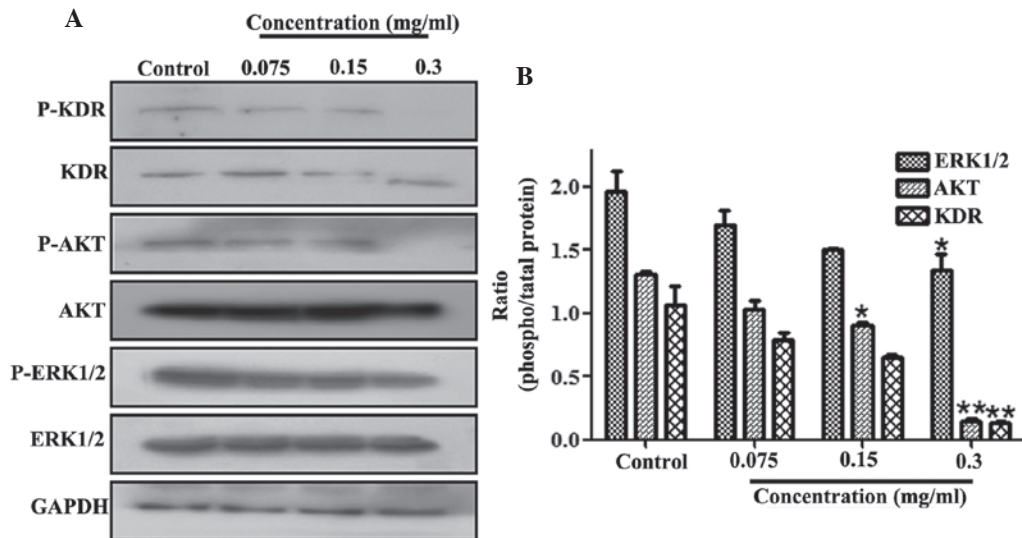 A
Concentration (mg/ml)
Control 0.075 0.15 0.3
P-KDR
KDR
P-AKT
AKT
P-ERK1/2
ERK1/2
GAPDH
B
ERK1/2
AKT
KDR
Ratio
(phospho/tatal protein)
2.0
1.5
1.0
0.5
0.0
*
*
** **
Control 0.075 0.15 0.3
Concentration (mg/ml)